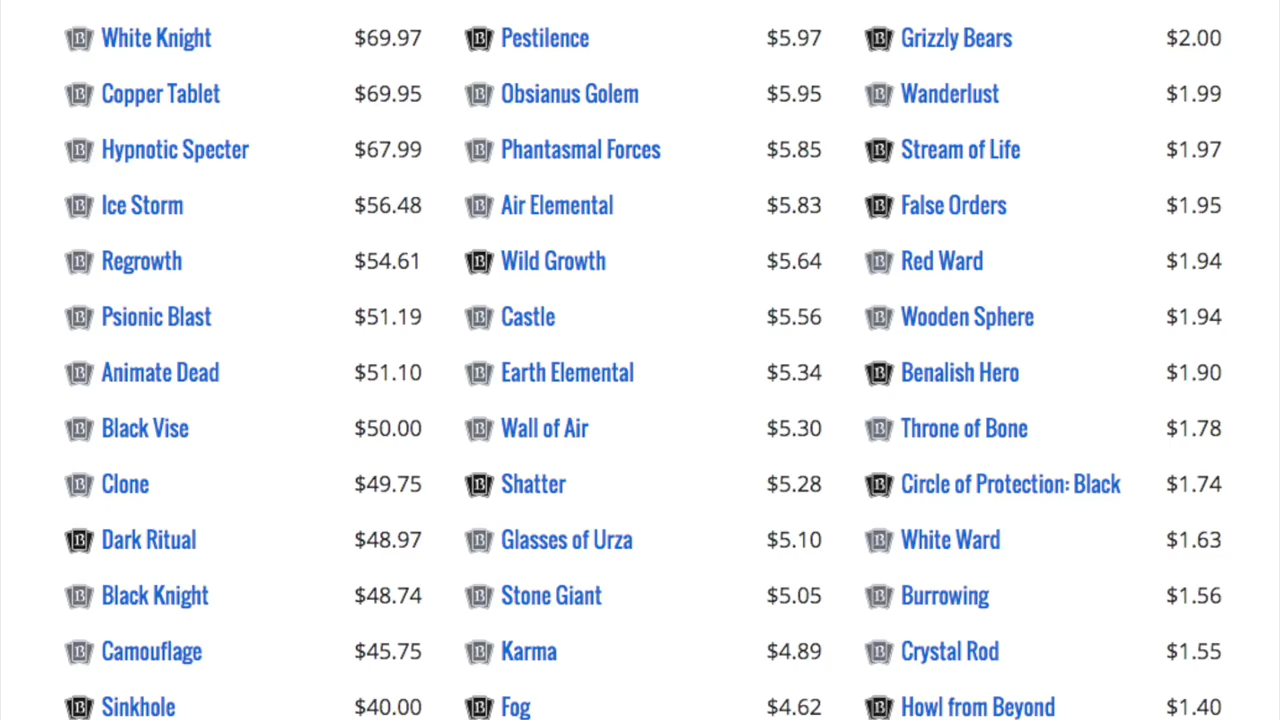 White Knight $69.97 Pestilence $5.97 Grizzly Bears $2.00
Copper Tablet $69.95 Obsianus Golem $5.95 Wanderlust $1.99
Hypnotic Specter $67.99 Phantasmal Forces $5.85 Stream of Life $1.97
Ice Storm $56.48 Air Elemental $5.83 False Orders $1.95
Regrowth $54.61 Wild Growth $5.64 Red Ward $1.94
Psionic Blast $51.19 Castle $5.56 Wooden Sphere $1.94
Animate Dead $51.10 Earth Elemental $5.34 Benalish Hero $1.90
Black Vise $50.00 Wall of Air $5.30 Throne of Bone $1.78
Clone $49.75 Shatter $5.28 Circle of Protection: Black $1.74
Dark Ritual $48.97 Glasses of Urza $5.10 White Ward $1.63
Black Knight $48.74 Stone Giant $5.05 Burrowing $1.56
Camouflage $45.75 Karma $4.89 Crystal Rod $1.55
Sinkhole $40.00 Fog $4.62 Howl from Beyond $1.40